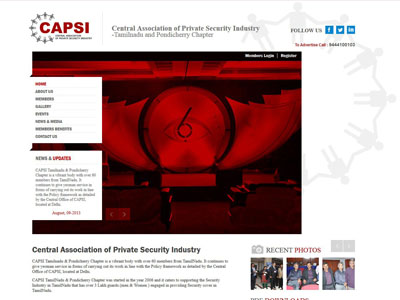 CAPSI
CENTRAL ASSOCIATION
OF PRIVATE SECURITY INDUSTRY
Central Association of Private Security Industry
-Tamilnadu and Pondicherry Chapter
FOLLOW US
To Advertise Call : 9444100103
Members Login | Register
HOME
ABOUT US
MEMBERS
GALLERY
EVENTS
NEWS & MEDIA
MEMBERS BENEFITS
CONTACT US
NEWS & UPDATES
CAPSI Tamilnadu & Pondicherry
Chapter is a vibrant body with over 60
members from TamilNadu. It
continues to give yeoman service in
forms of carrying out its work in line
with the Policy framework as detailed
by the Central Office of CAPSI,
located at Delhi.
August, 09-2013
Central Association of Private Security Industry
CAPSI Tamilnadu & Pondicherry Chapter is a vibrant body with over 60 members from TamilNadu. It continues to
give yeoman service in forms of carrying out its work in line with the Policy framework as detailed by the Central
Office of CAPSI, located at Delhi.
CAPSI TamilNadu & Pondicherry Chapter was started in the year 2006 and it caters to supporting the Security
Industry in TamilNadu that has over 3 Lakh guards (men & Women ) engaged in providing Security cover in
TamilNadu.
RECENT PHOTOS